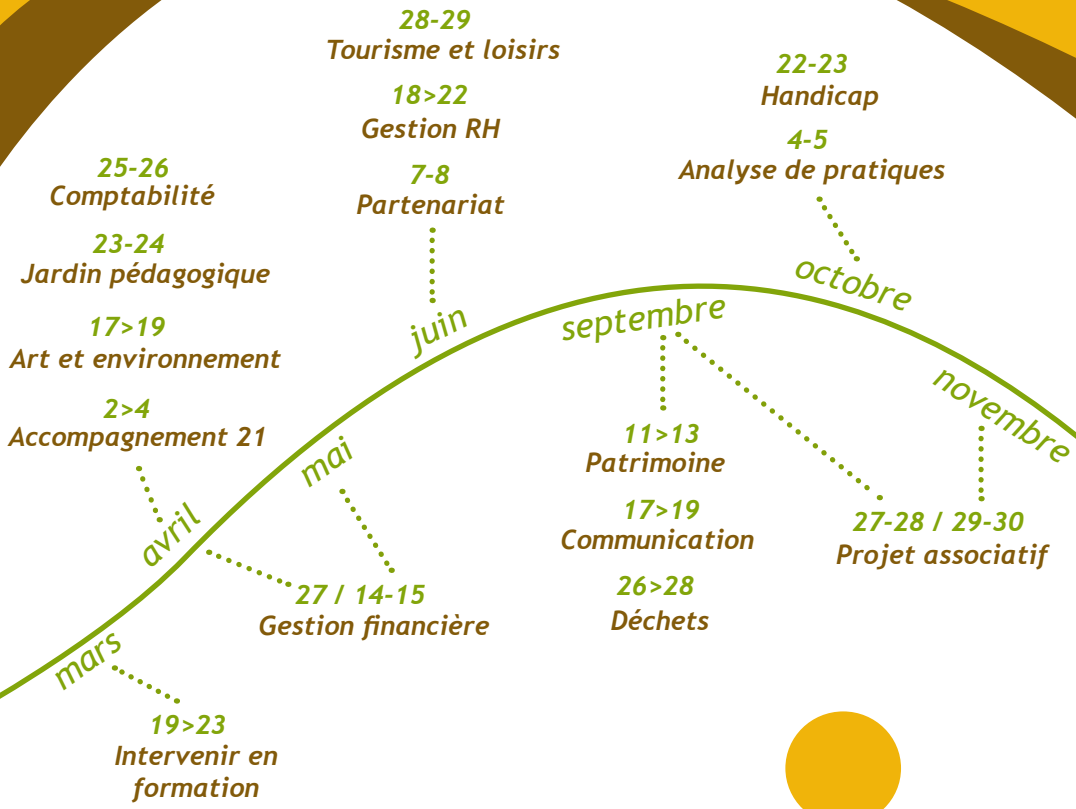 28-29
Tourisme et loisirs
18>22
Gestion RH
7-8
Partenariat
22-23
Handicap
4-5
Analyse de pratiques
25-26
Comptabilité
23-24
Jardin pédagogique
17>19
Art et environnement
2>4
Accompagnement 21
mars
avril
mai
juin
septembre
octobre
novembre
27 / 14-15
Gestion financière
19>23
Intervenir en
formation
11>13
Patrimoine
17>19
Communication
26>28
Déchets
27-28 / 29-30
Projet associatif